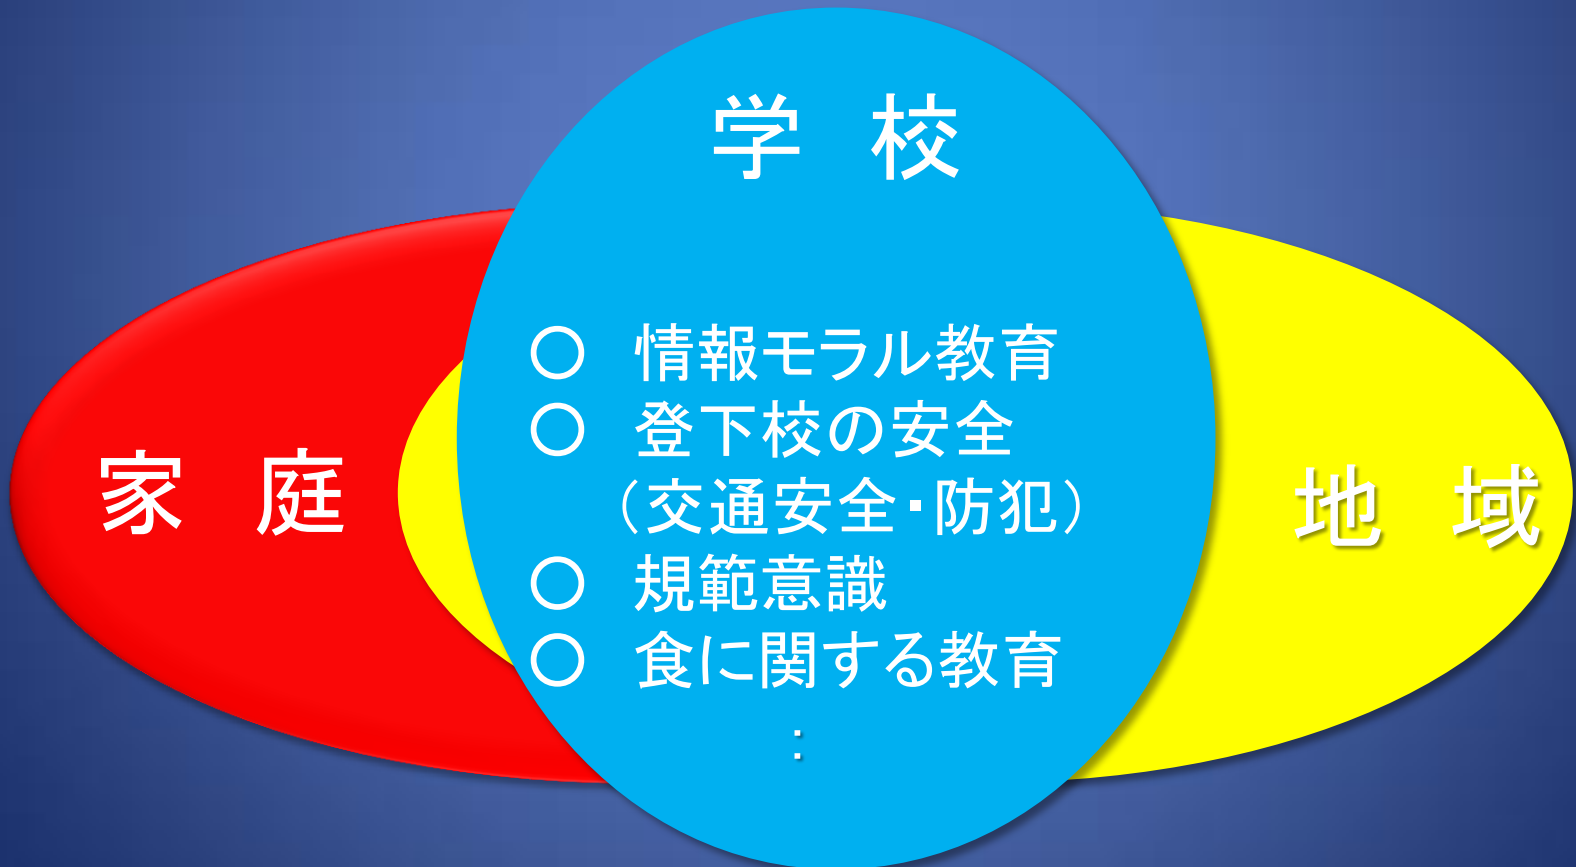 学　校
○　情報モラル教育
○　登下校の安全
（交通安全・防犯）
○　規範意識
○　食に関する教育
：
家　庭
地　域